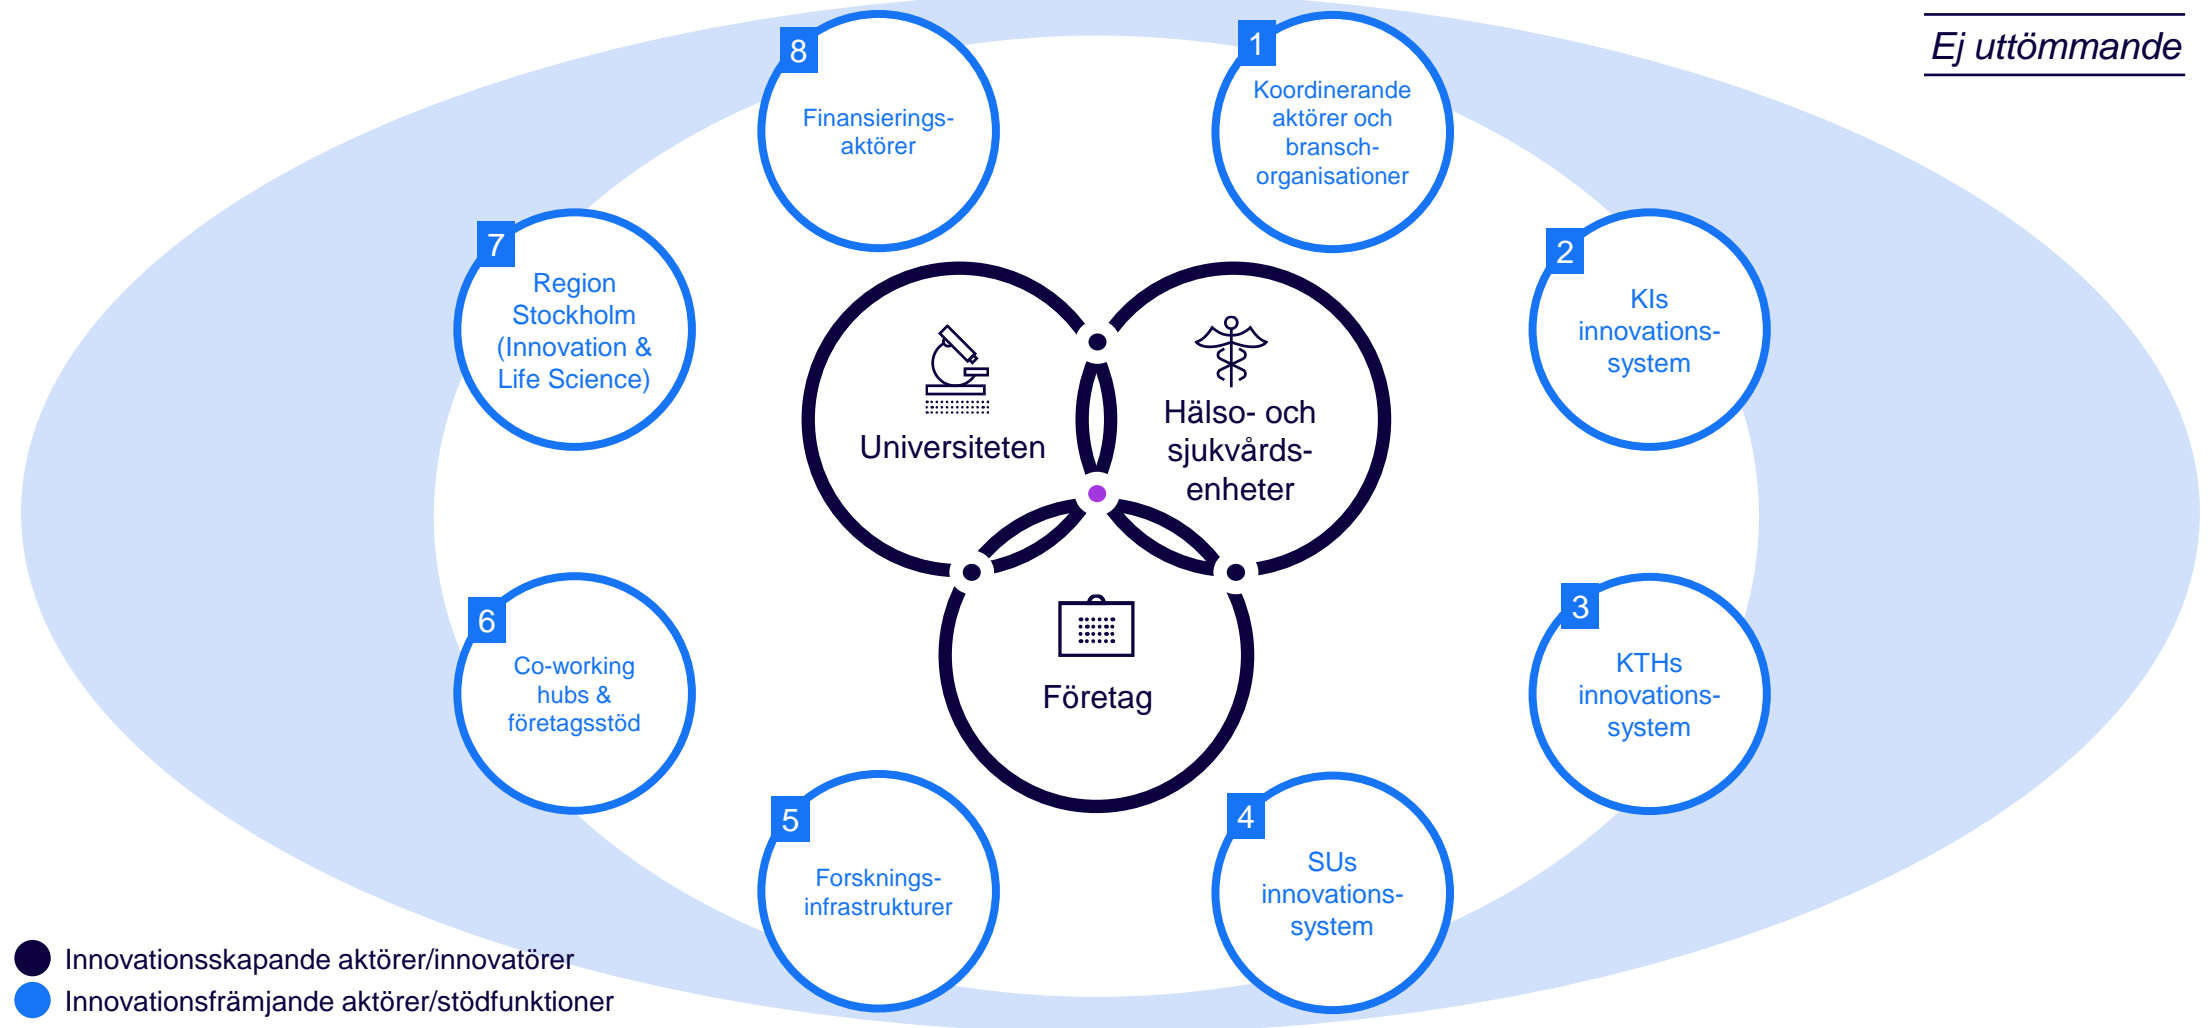 Ej uttömmande
1
Koordinerande
aktörer och
bransch-
organisationer
2
KIs
innovations-
system
3
KTHs
innovations-
system
4
SUs
innovations-
system
5
Forsknings-
infrastrukturer
6
Co-working
hubs &
företagsstöd
7
Region
Stockholm
(Innovation &
Life Science)
8
Finansierings-
aktörer
Universiteten
Hälso- och
sjukvårds-
enheter
Företag
Innovationsskapande aktörer/innovatörer
Innovationsfrämjande aktörer/stödfunktioner